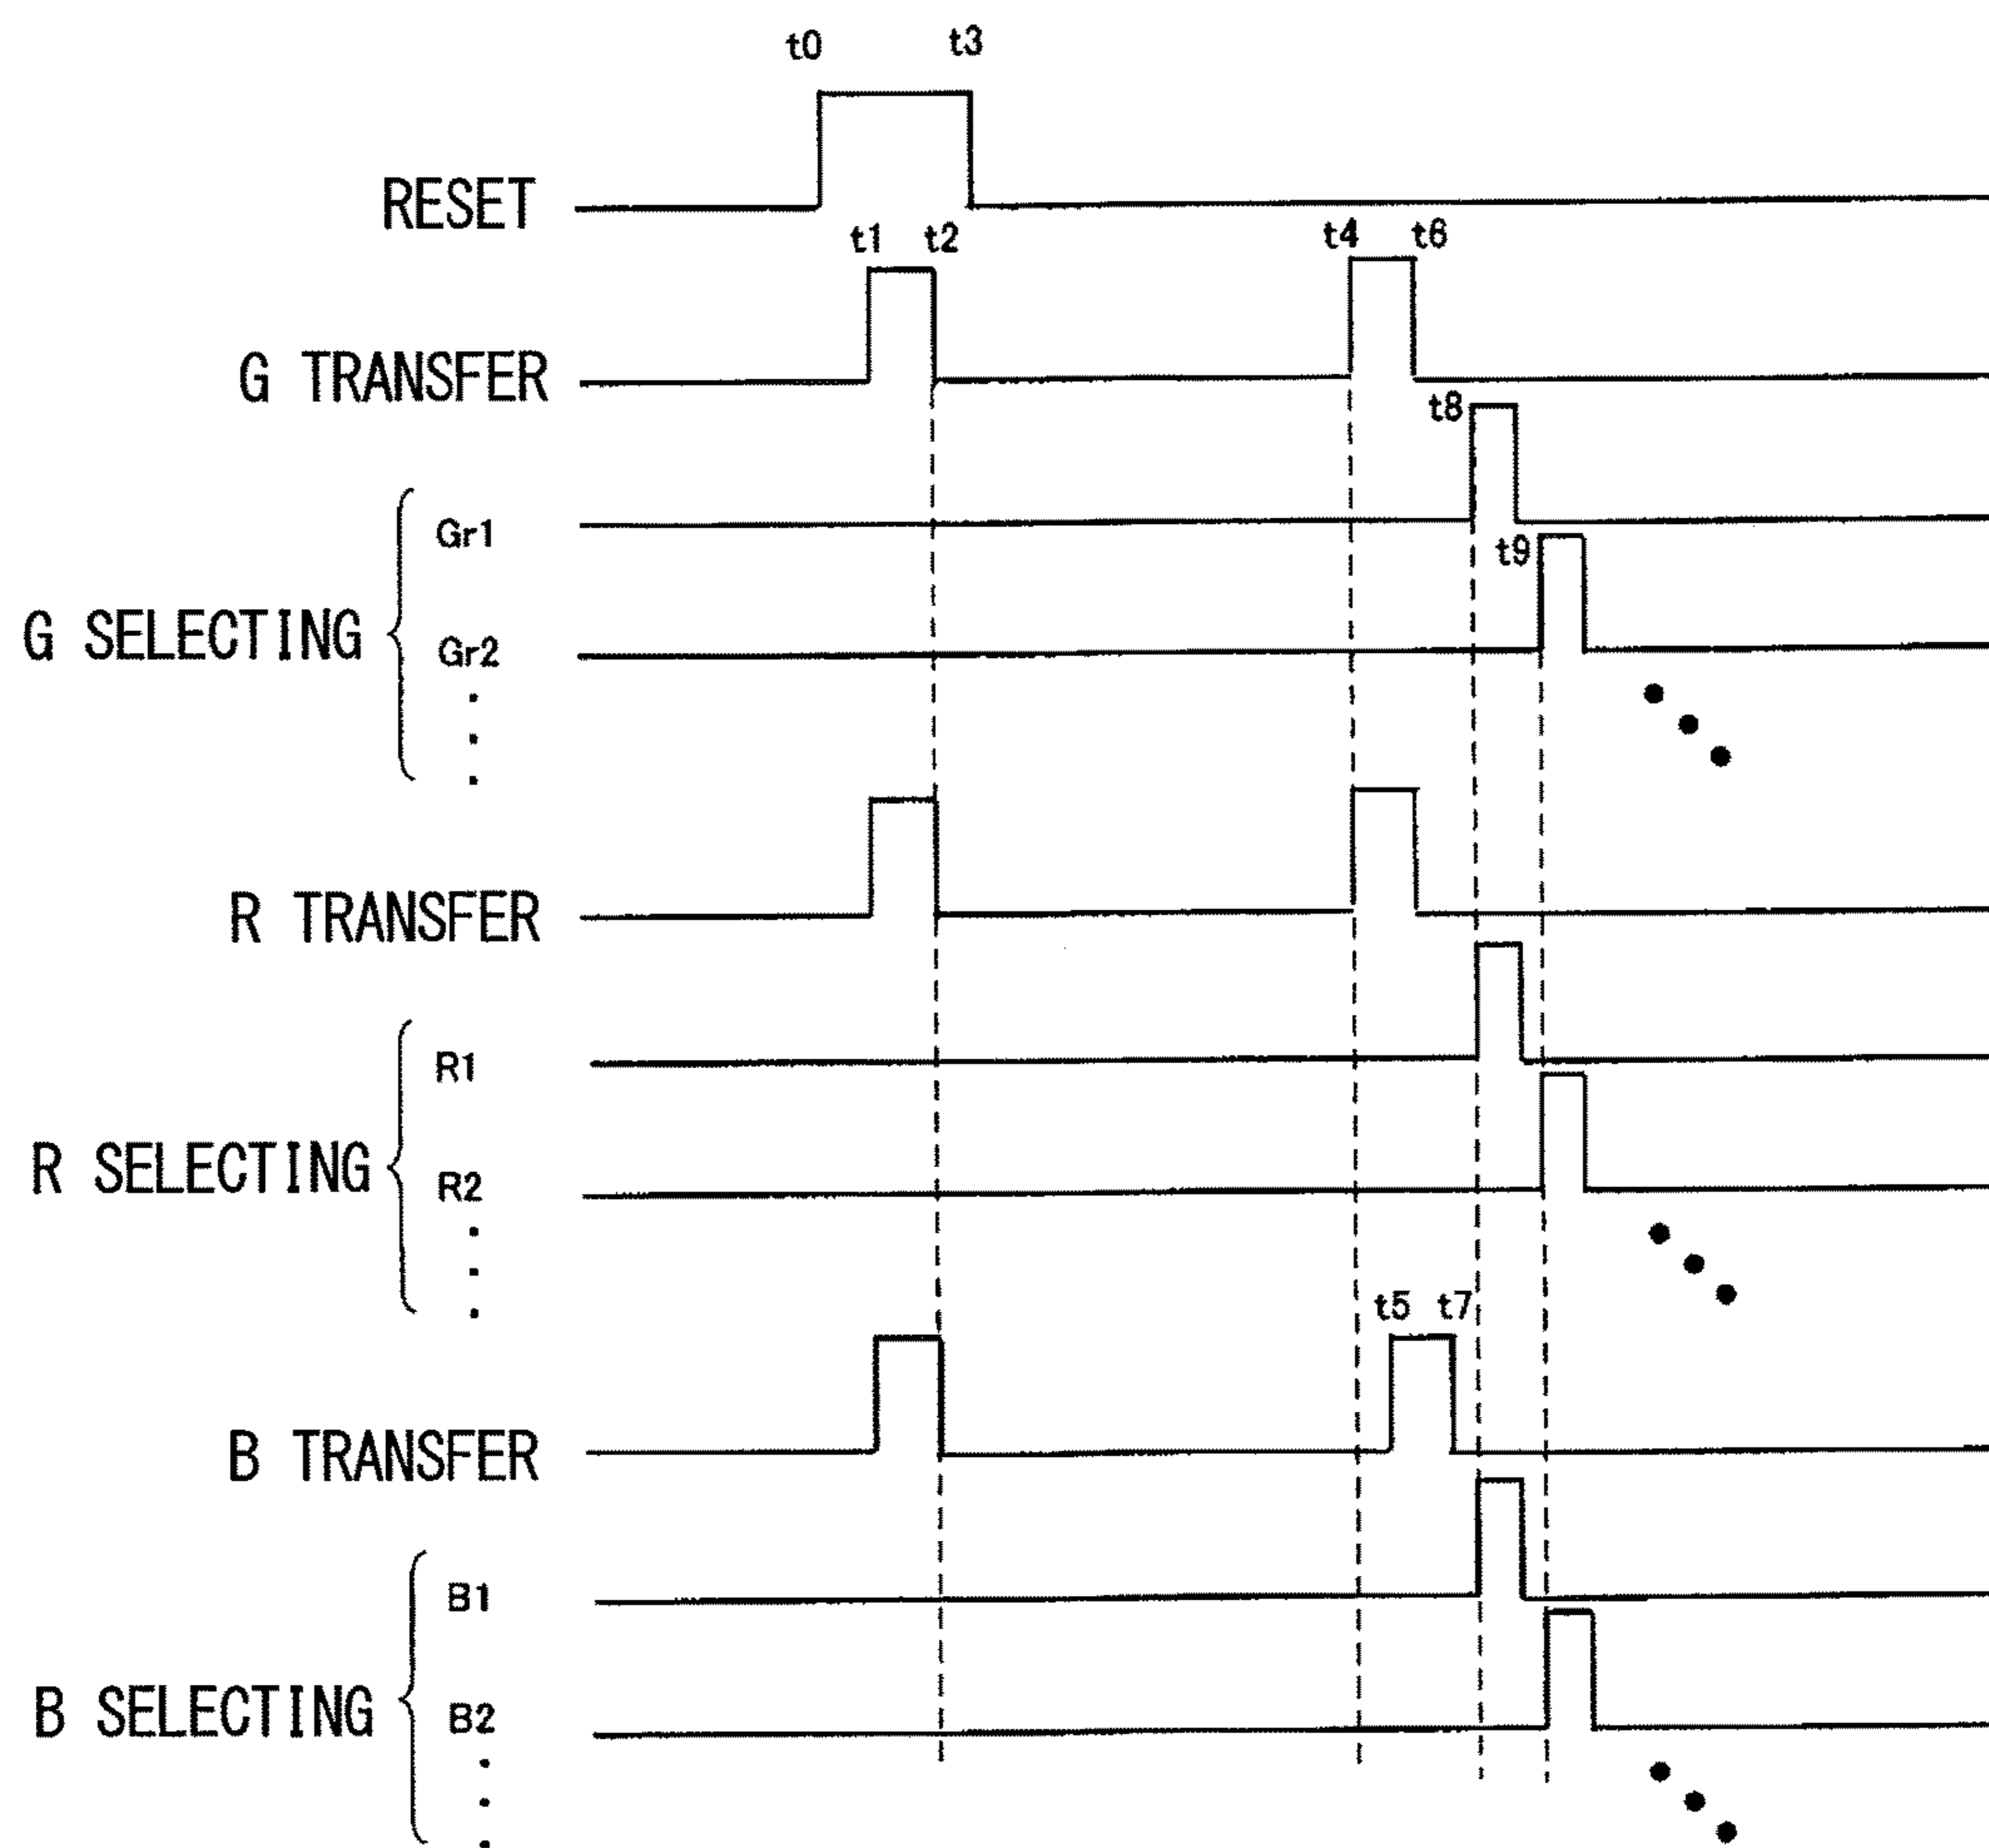 t0 t3
RESET
t1 t2 t4 t6
G TRANSFER
t8
Gr1
t9
G SELECTING
Gr2
R TRANSFER
R1
R SELECTING
R2
t5 t7
B TRANSFER
B1
B SELECTING
B2